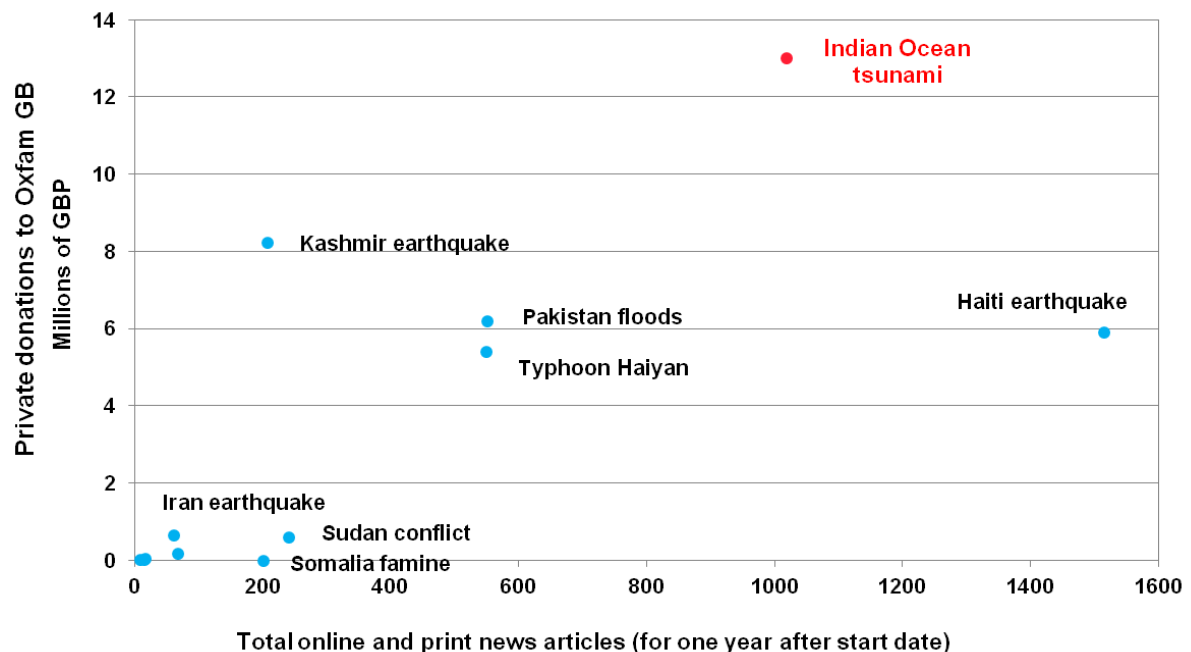 14
12
10
8
6
4
2
0
Private donations to Oxfam GB
Millions of GBP
Indian Ocean
tsunami
Kashmir earthquake
Haiti earthquake
Pakistan floods
Typhoon Haiyan
Iran earthquake
Sudan conflict
Somalia famine
0 200 400 600 800 1000 1200 1400 1600
Total online and print news articles (for one year after start date)